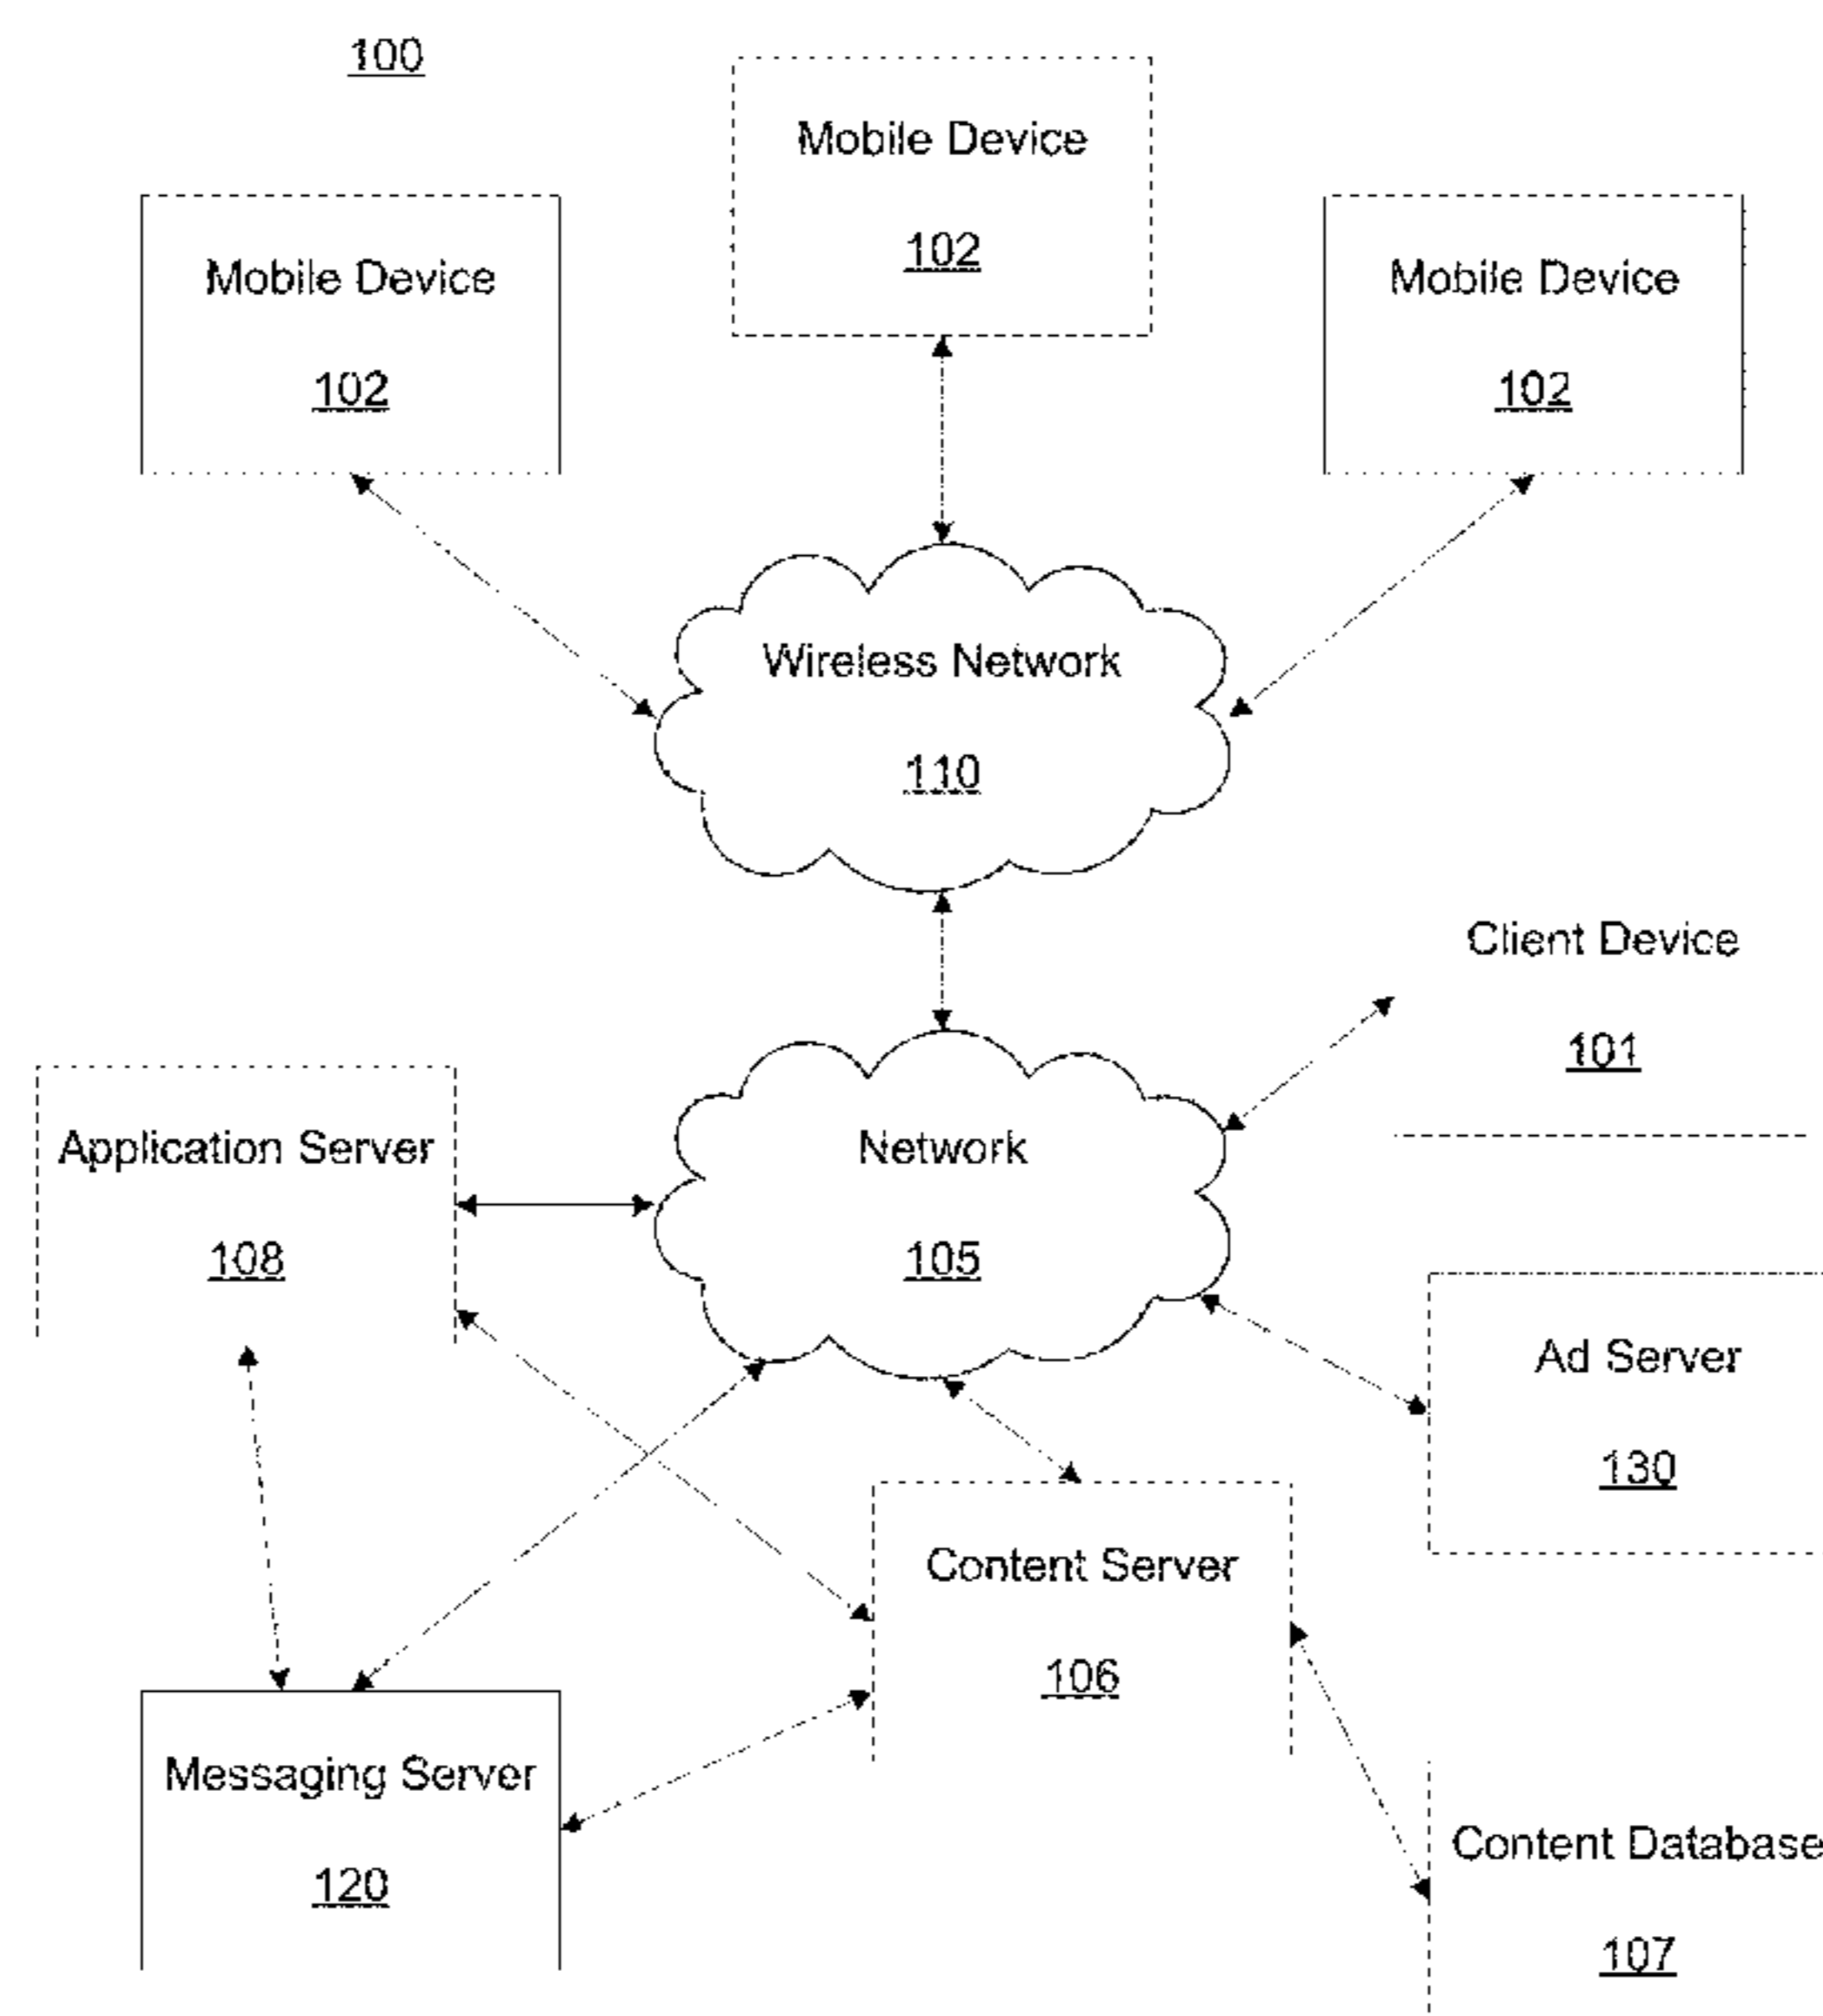 100
Mobile Device
102
Mobile Device
102
Mobile Device
102
Wireless Network
110
Client Device
101
Application Server
108
Network
105
Ad Server
130
Content Server
106
Messaging Server
120
Content Database
107